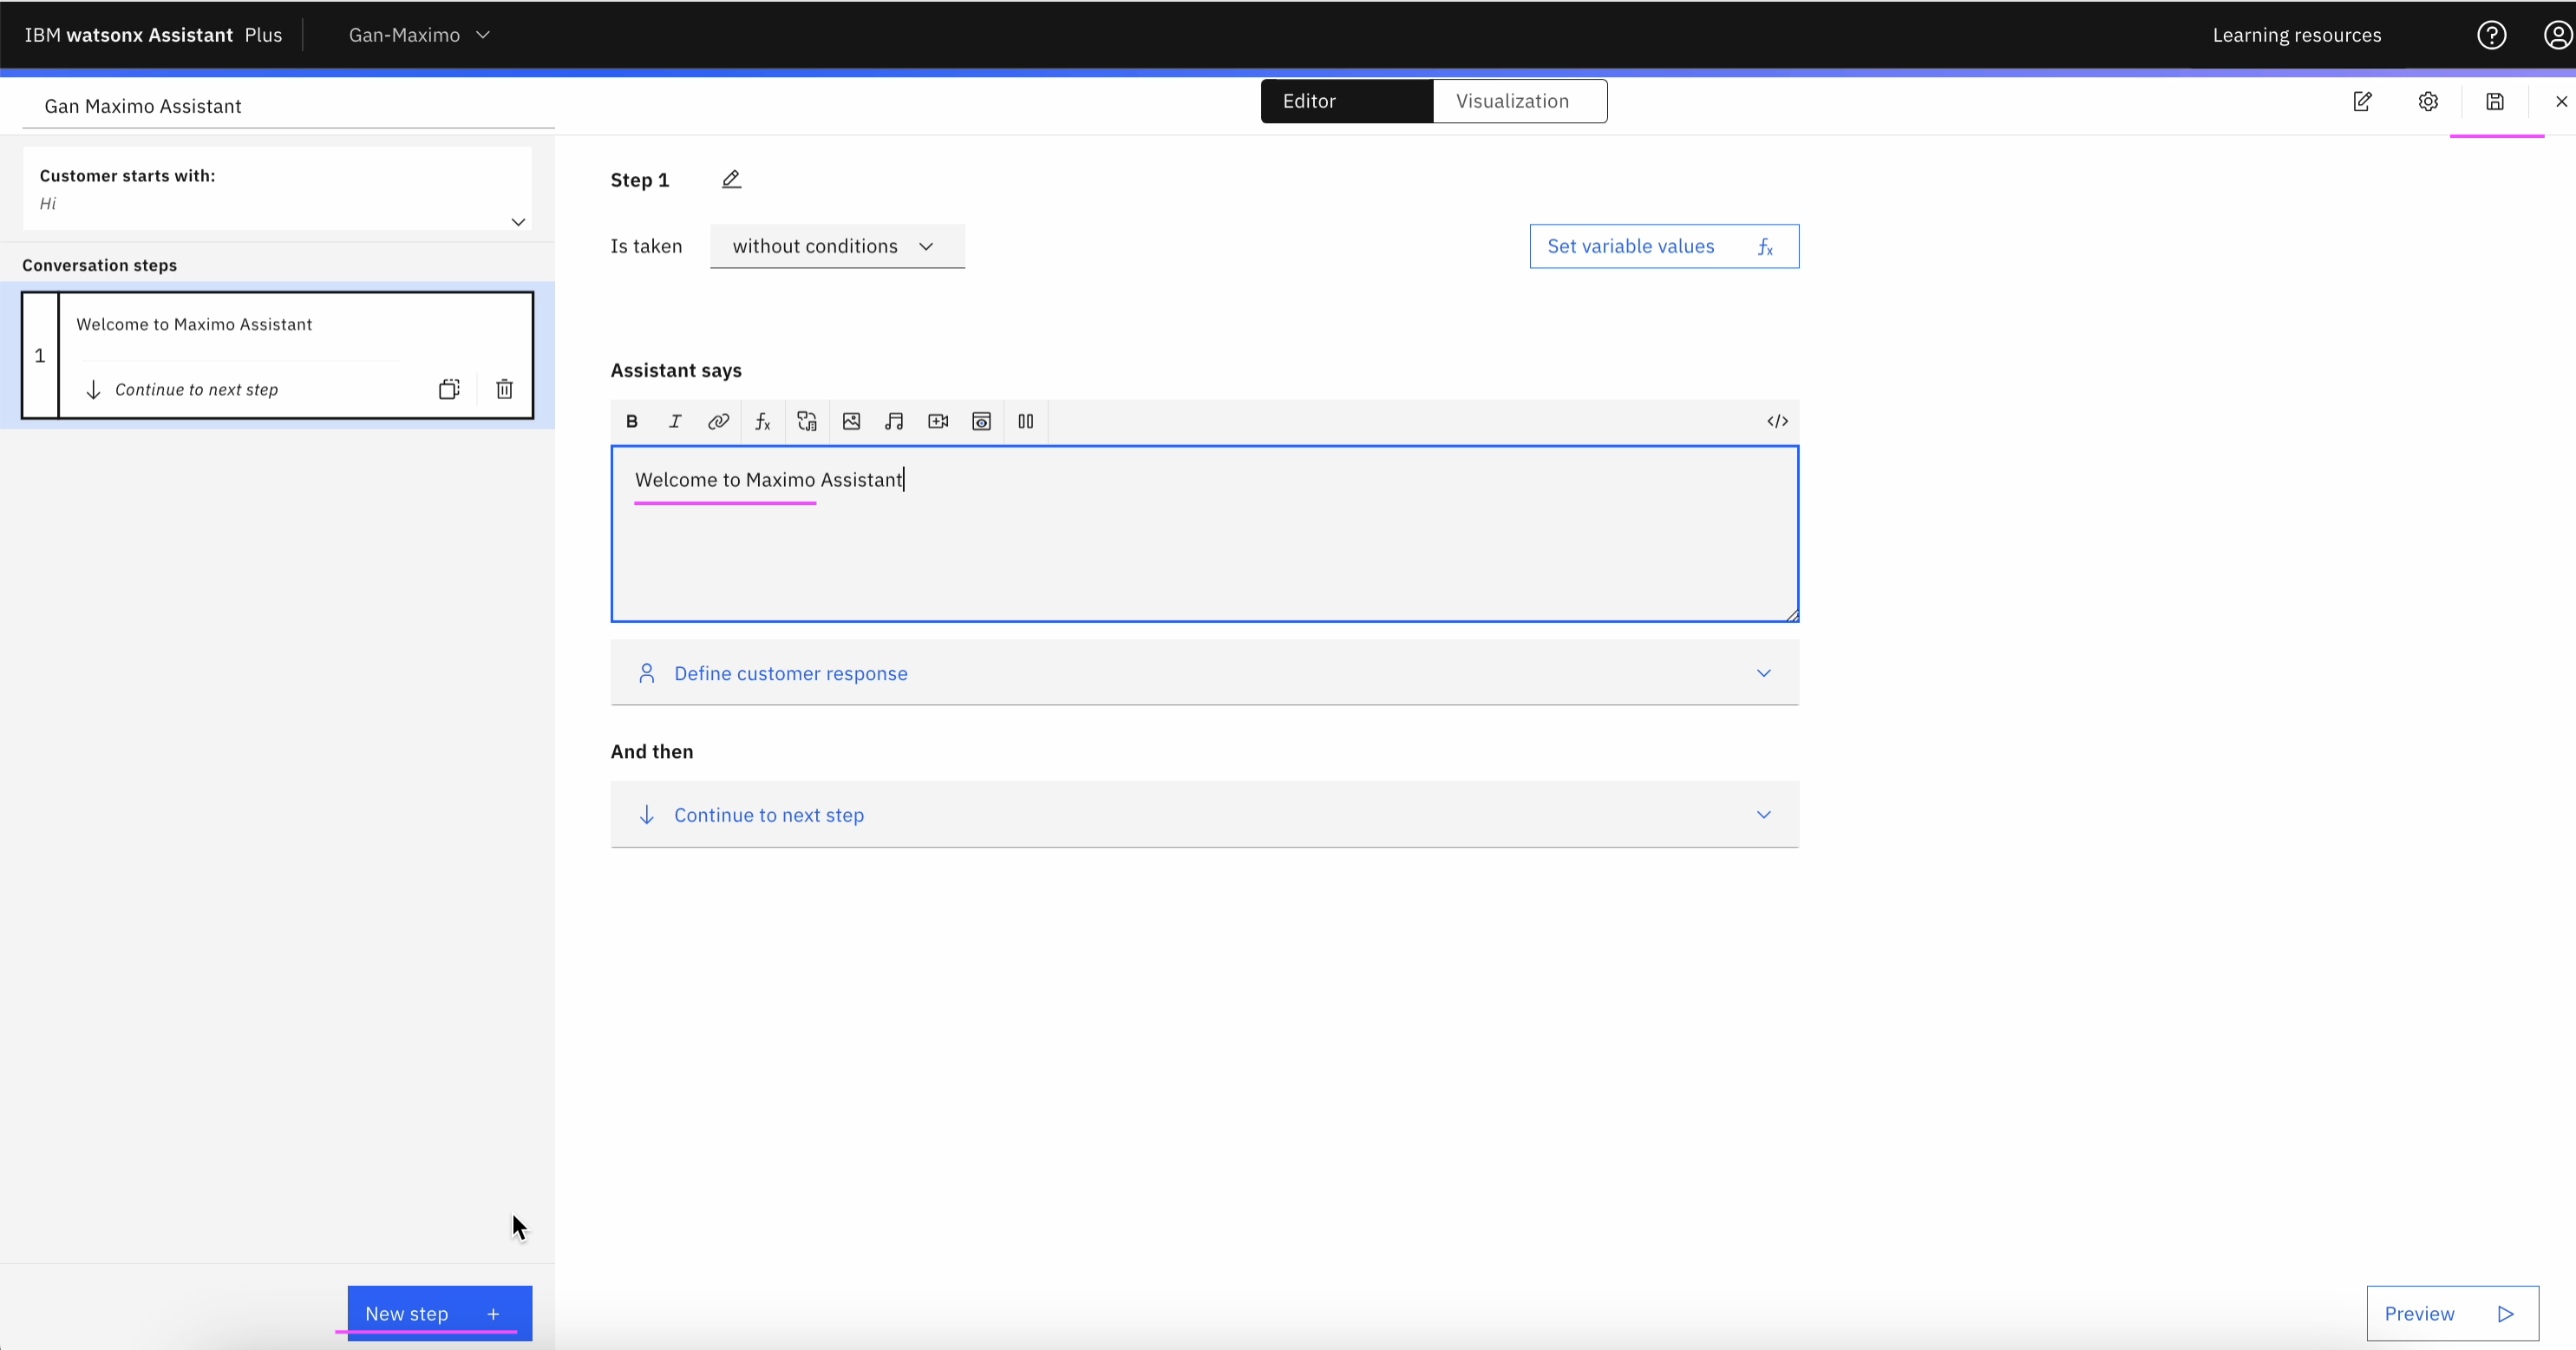 IBM watsonx Assistant Plus
Gan-Maximo
Learning resources
Gan Maximo Assistant
Editor
Visualization
Customer starts with:
Hi
Conversation steps
1
Welcome to Maximo Assistant
Continue to next step
Step 1
Is taken
without conditions
Set variable values
Assistant says
B I fx
</>
Welcome to Maximo Assistant
Define customer response
And then
Continue to next step
New step +
Preview